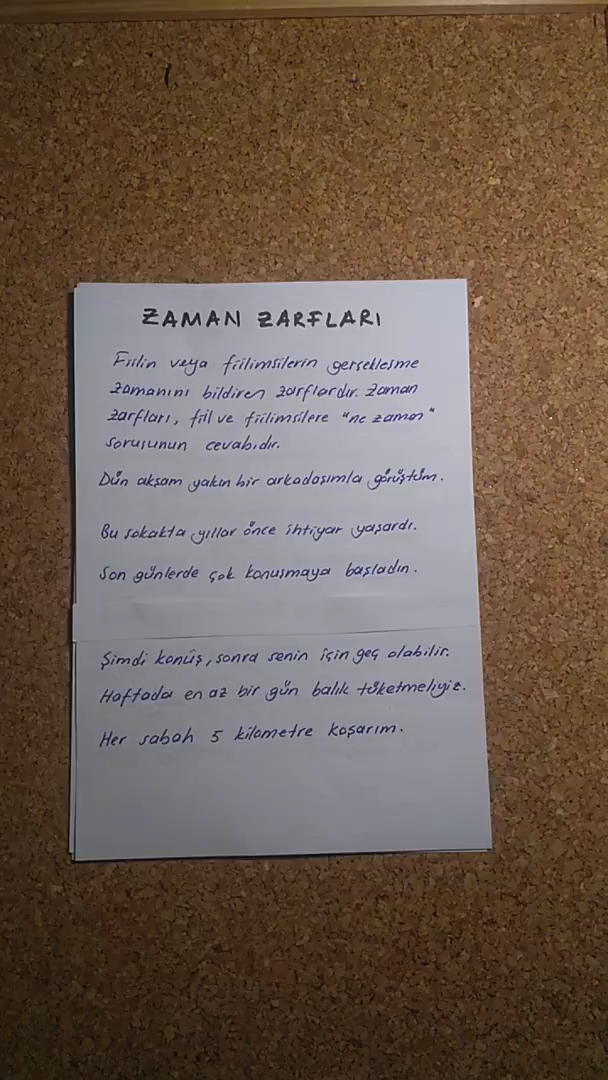 ZAMAN ZARFLARI
Fiilin veya fiilimsilerin gerseklesme
zamanını bildiren zarflardır. Zaman
zarfları, fiil ve fiilimsilere "ne zaman"
sorusunun cevabıdır.
Dün akşam yakın bir arkadaşımla görüştüm.
Bu sokakta yıllar önce ihtiyar yaşardı.
Son günlerde çok konuşmaya başladın.
Şimdi konüş, sonra senin için geç olabilir.
Haftada en az bir gün balık tüketmeliyiz.
Her sabah 5 kilometre koşarım.